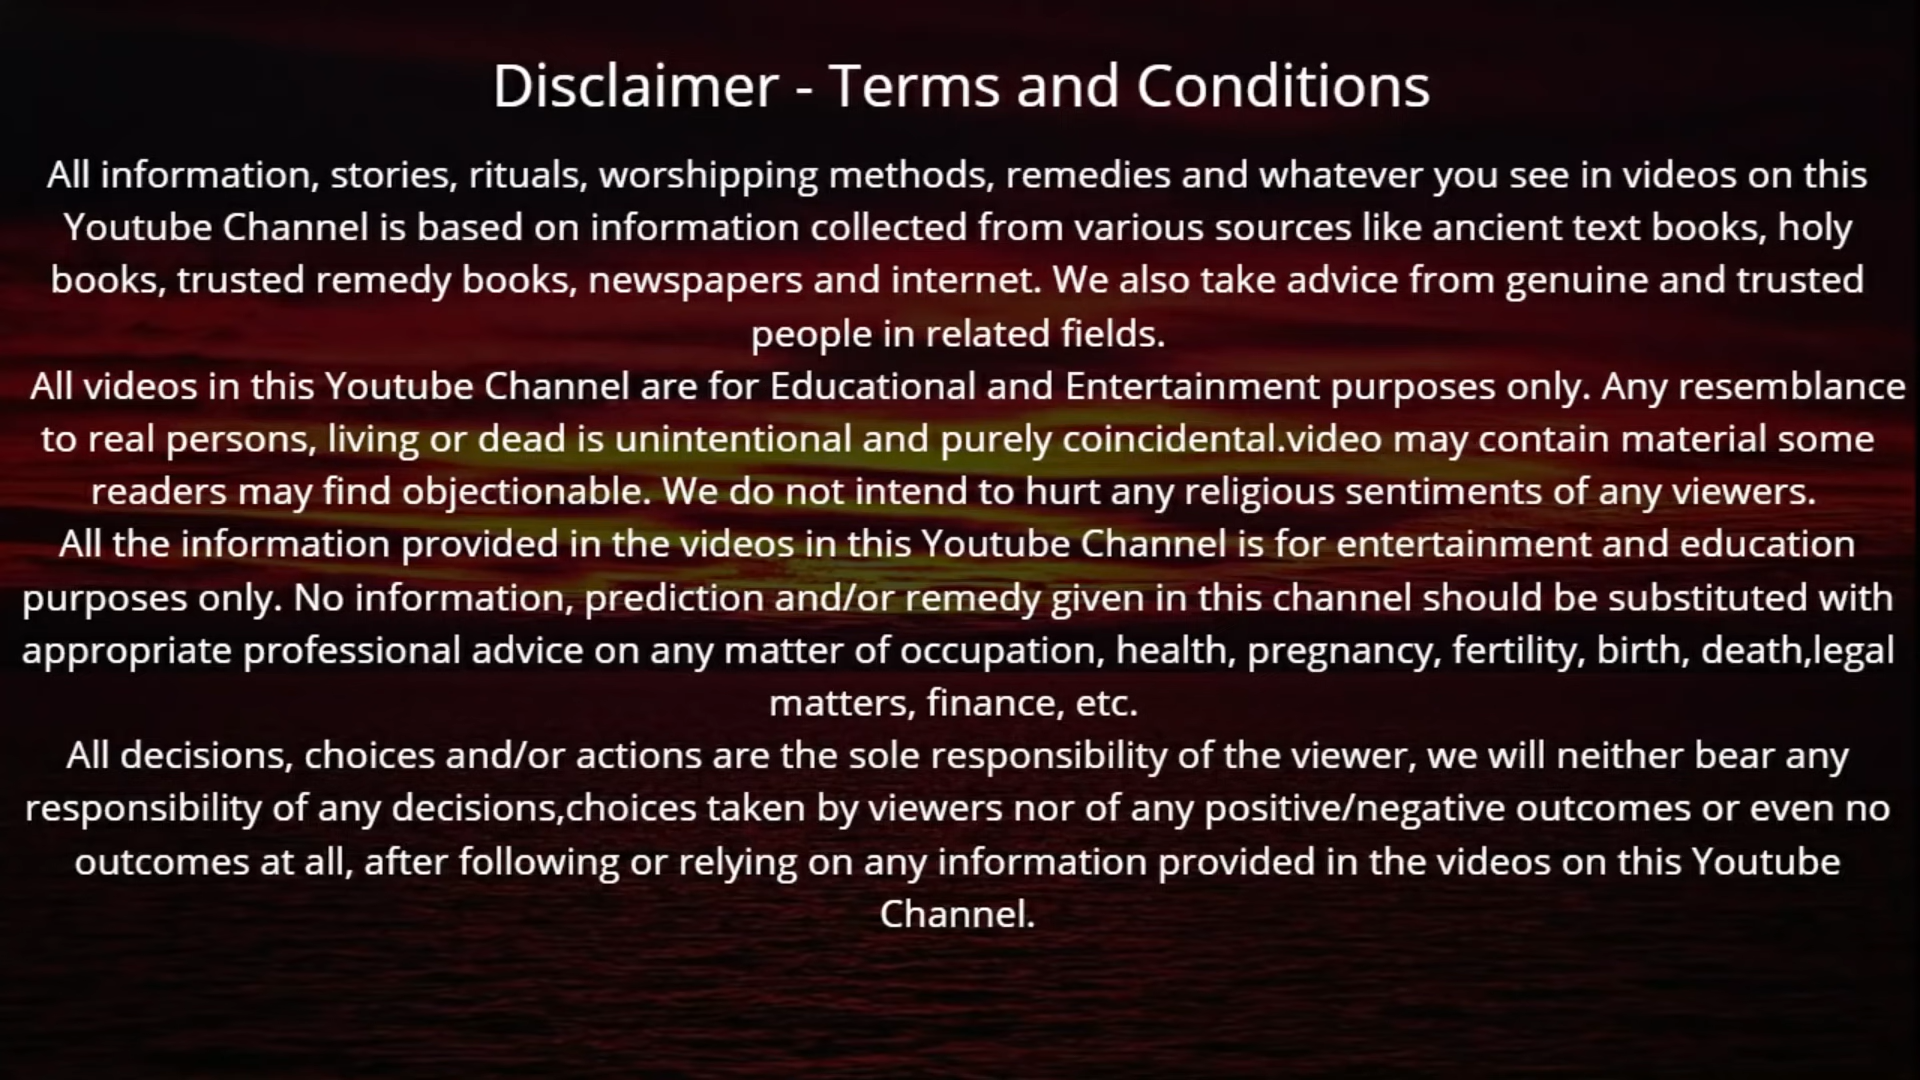 Disclaimer - Terms and Conditions
All information, stories, rituals, worshipping methods, remedies and whatever you see in videos on this
Youtube Channel is based on information collected from various sources like ancient text books, holy
books, trusted remedy books, newspapers and internet. We also take advice from genuine and trusted
people in related fields.
All videos in this Youtube Channel are for Educational and Entertainment purposes only. Any resemblance
to real persons, living or dead is unintentional and purely coincidental.video may contain material some
readers may find objectionable. We do not intend to hurt any religious sentiments of any viewers.
All the information provided in the videos in this Youtube Channel is for entertainment and education
purposes only. No information, prediction and/or remedy given in this channel should be substituted with
appropriate professional advice on any matter of occupation, health, pregnancy, fertility, birth, death,legal
matters, finance, etc.
All decisions, choices and/or actions are the sole responsibility of the viewer, we will neither bear any
responsibility of any decisions,choices taken by viewers nor of any positive/negative outcomes or even no
outcomes at all, after following or relying on any information provided in the videos on this Youtube
Channel.